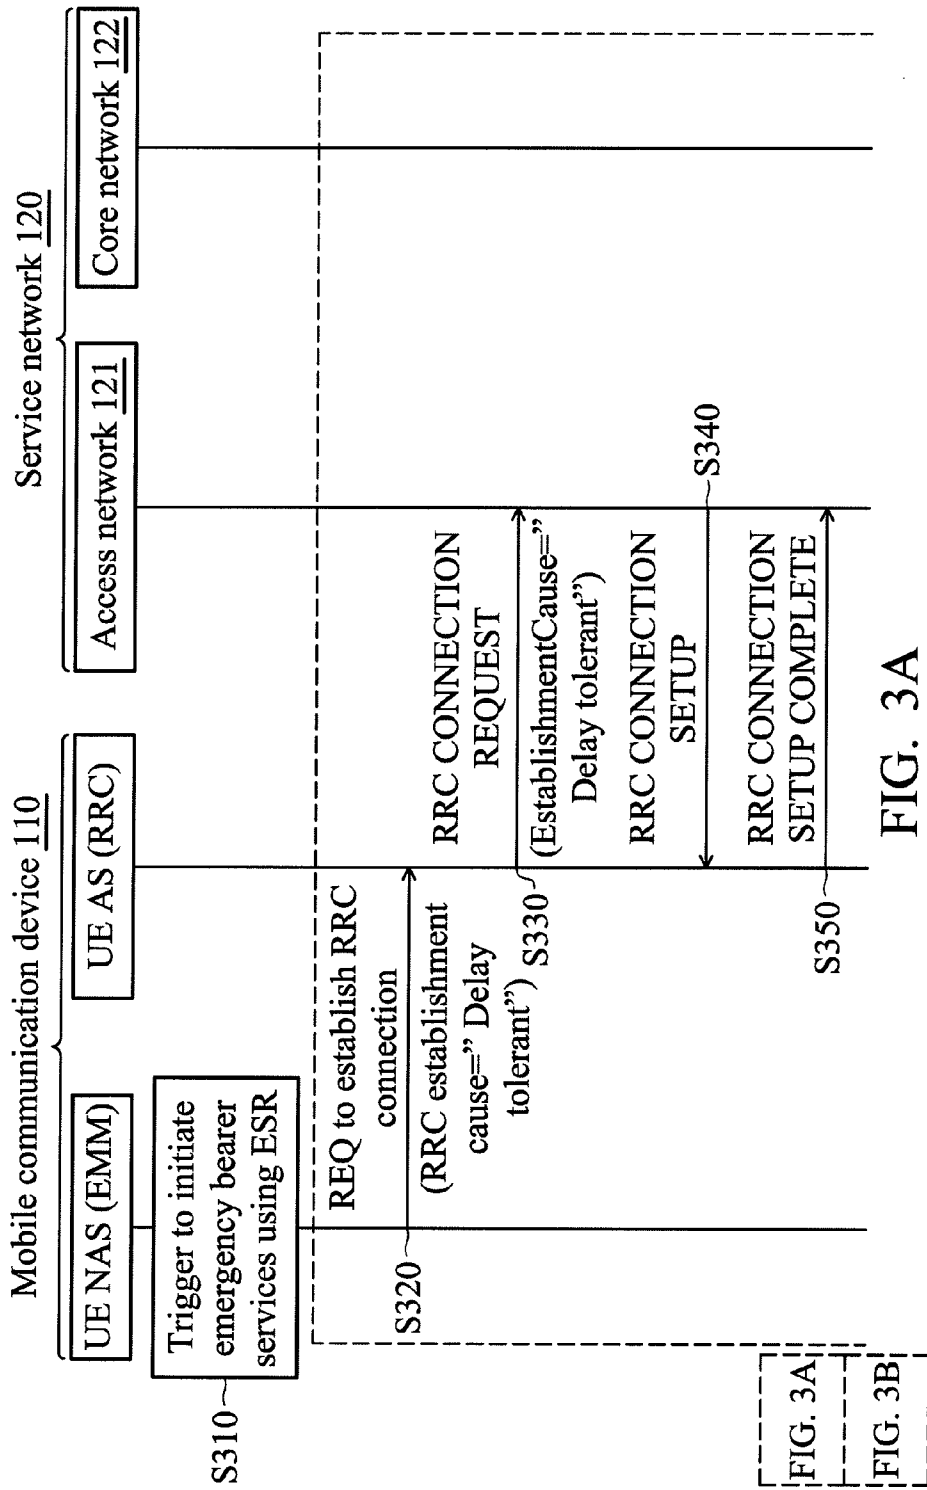 Mobile communication device 110
Service network 120
UE NAS (EMM)
UE AS (RRC)
Access network 121
Core network 122
S310
Trigger to initiate
emergency bearer
services using ESR
REQ to establish RRC
connection
S320
(RRC establishment
cause=” Delay
tolerant”)
RRC CONNECTION
REQUEST
S330
(EstablishmentCause=”
Delay tolerant”)
RRC CONNECTION
SETUP
S340
RRC CONNECTION
SETUP COMPLETE
S350
FIG. 3A
FIG. 3B
FIG. 3A